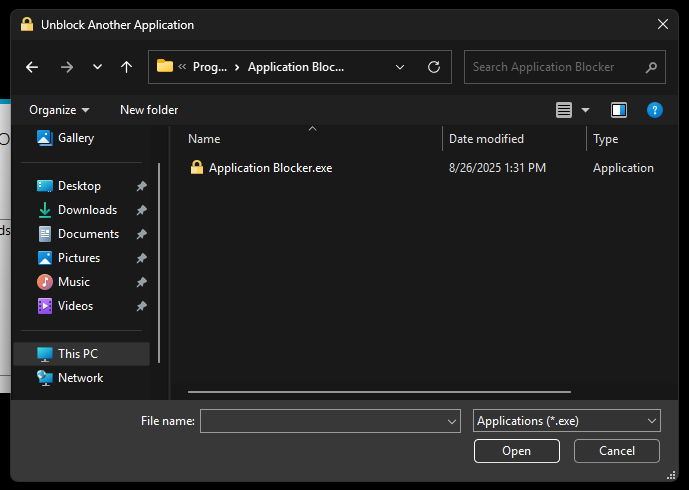 Unblock Another Application
« Prog... > Application Bloc...
Search Application Blocker
Organize
New folder
?
Name
Date modified
Type
Gallery
Application Blocker.exe
8/26/2025 1:31 PM
Application
Desktop
Downloads
Documents
Pictures
Music
Videos
This PC
Network
File name:
Applications (*.exe)
Open
Cancel